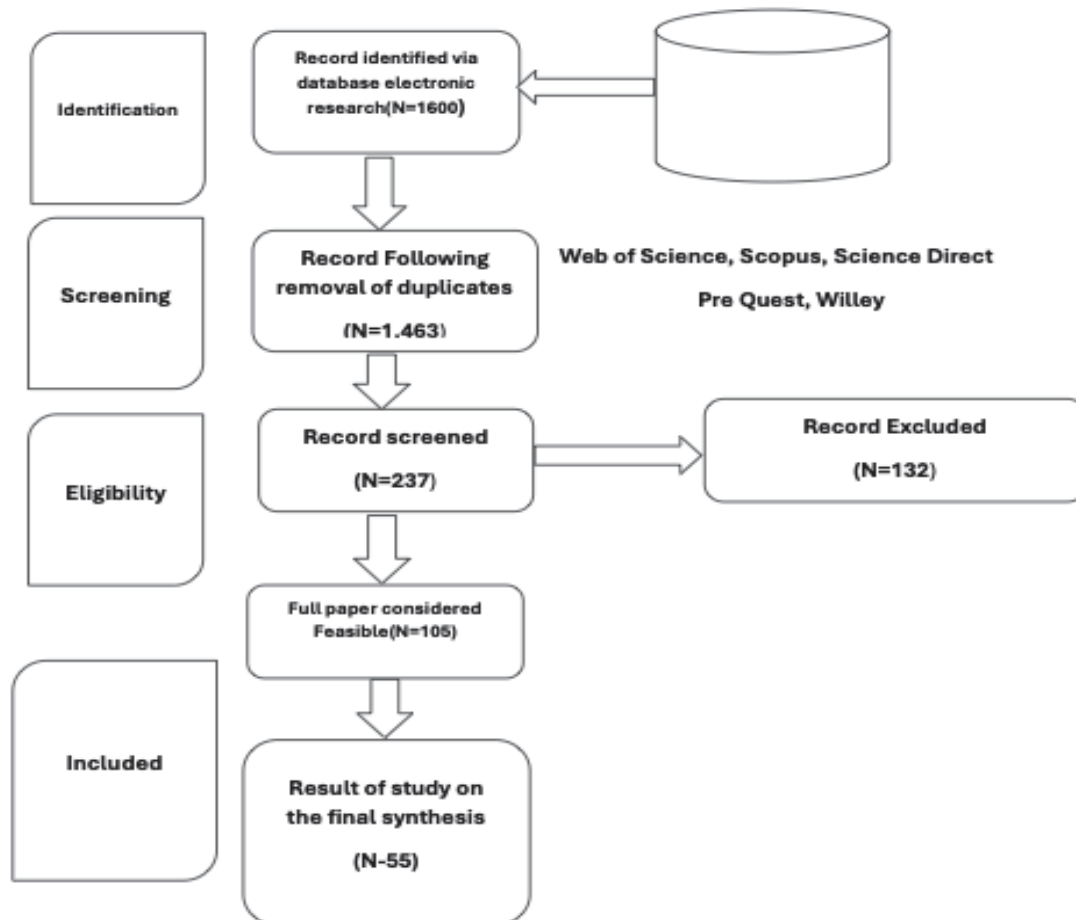 Identification
Record identified via
database electronic
research(N=1600)
Screening
Record Following
removal of duplicates
(N=1.463)
Web of Science, Scopus, Science Direct
Pre Quest, Willey
Eligibility
Record screened
(N=237)
Record Excluded
(N=132)
Full paper considered
Feasible(N=105)
Included
Result of study on
the final synthesis
(N-55)